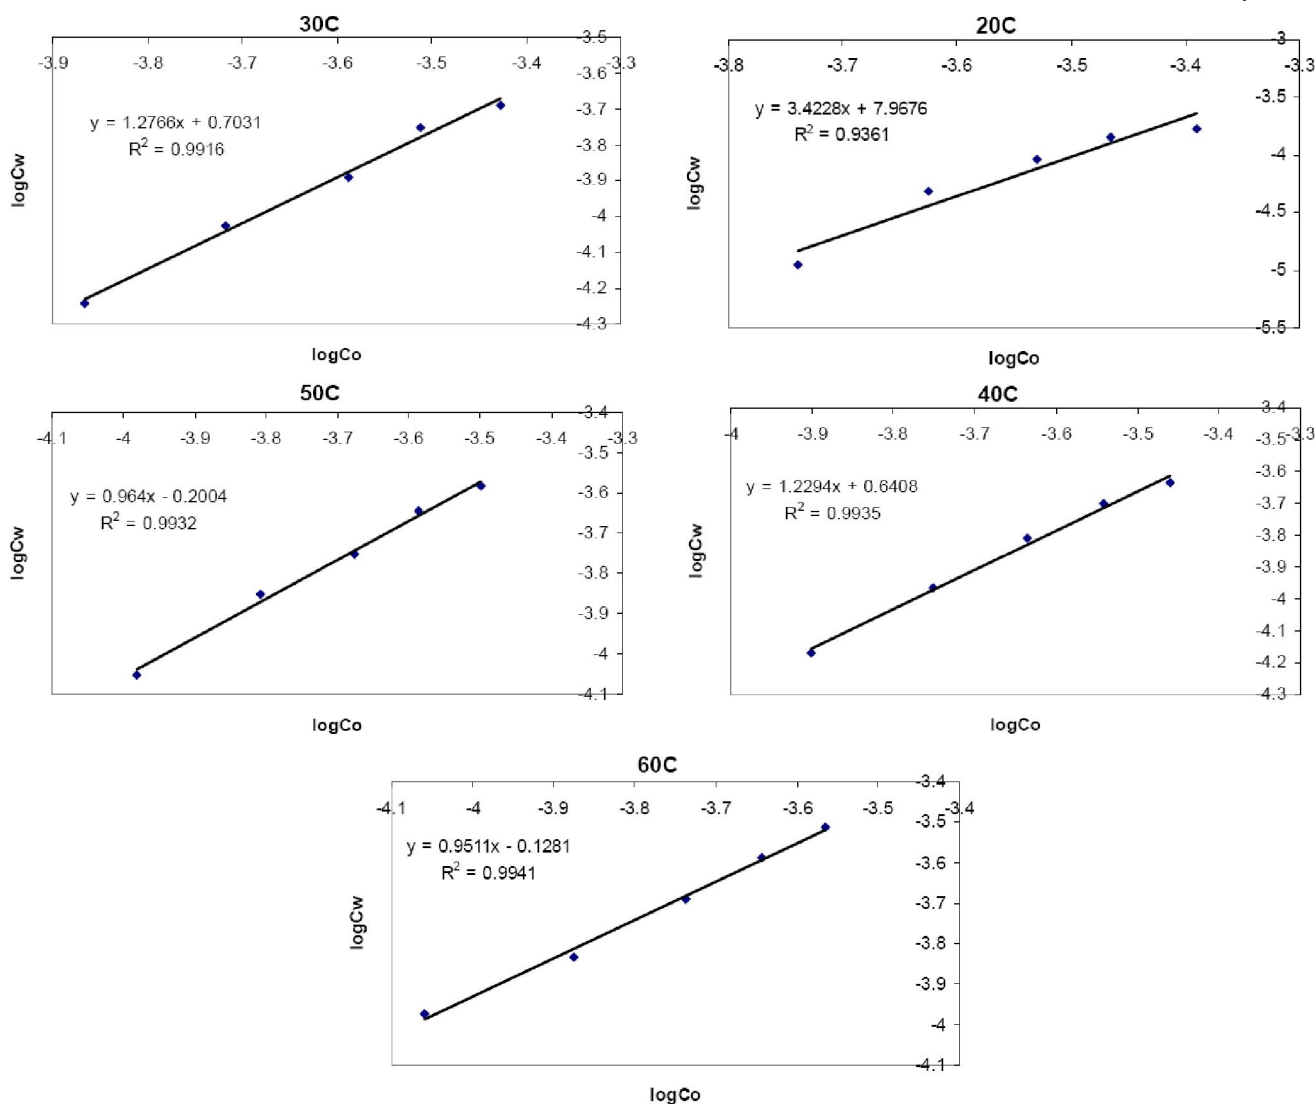 30C
-3.9 -3.8 -3.7 -3.6 -3.5 -3.4 -3.3
-3.5
-3.6
-3.7
-3.8
-3.9
-4
-4.1
-4.2
-4.3
y = 1.2766x + 0.7031
R² = 0.9916
logCw
logCo
20C
-3.8 -3.7 -3.6 -3.5 -3.4 -3.3
-3
-3.5
-4
-4.5
-5
-5.5
y = 3.4228x + 7.9676
R² = 0.9361
logCw
logCo
50C
-4.1 -4 -3.9 -3.8 -3.7 -3.6 -3.5 -3.4 -3.3
-3.4
-3.5
-3.6
-3.7
-3.8
-3.9
-4
-4.1
y = 0.964x - 0.2004
R² = 0.9932
logCw
logCo
40C
-4 -3.9 -3.8 -3.7 -3.6 -3.5 -3.4 -3.3
-3.4
-3.5
-3.6
-3.7
-3.8
-3.9
-4
-4.1
-4.2
-4.3
y = 1.2294x + 0.6408
R² = 0.9935
logCw
logCo
60C
-4.1 -4 -3.9 -3.8 -3.7 -3.6 -3.5 -3.4
-3.4
-3.5
-3.6
-3.7
-3.8
-3.9
-4
-4.1
y = 0.9511x - 0.1281
R² = 0.9941
logCw
logCo